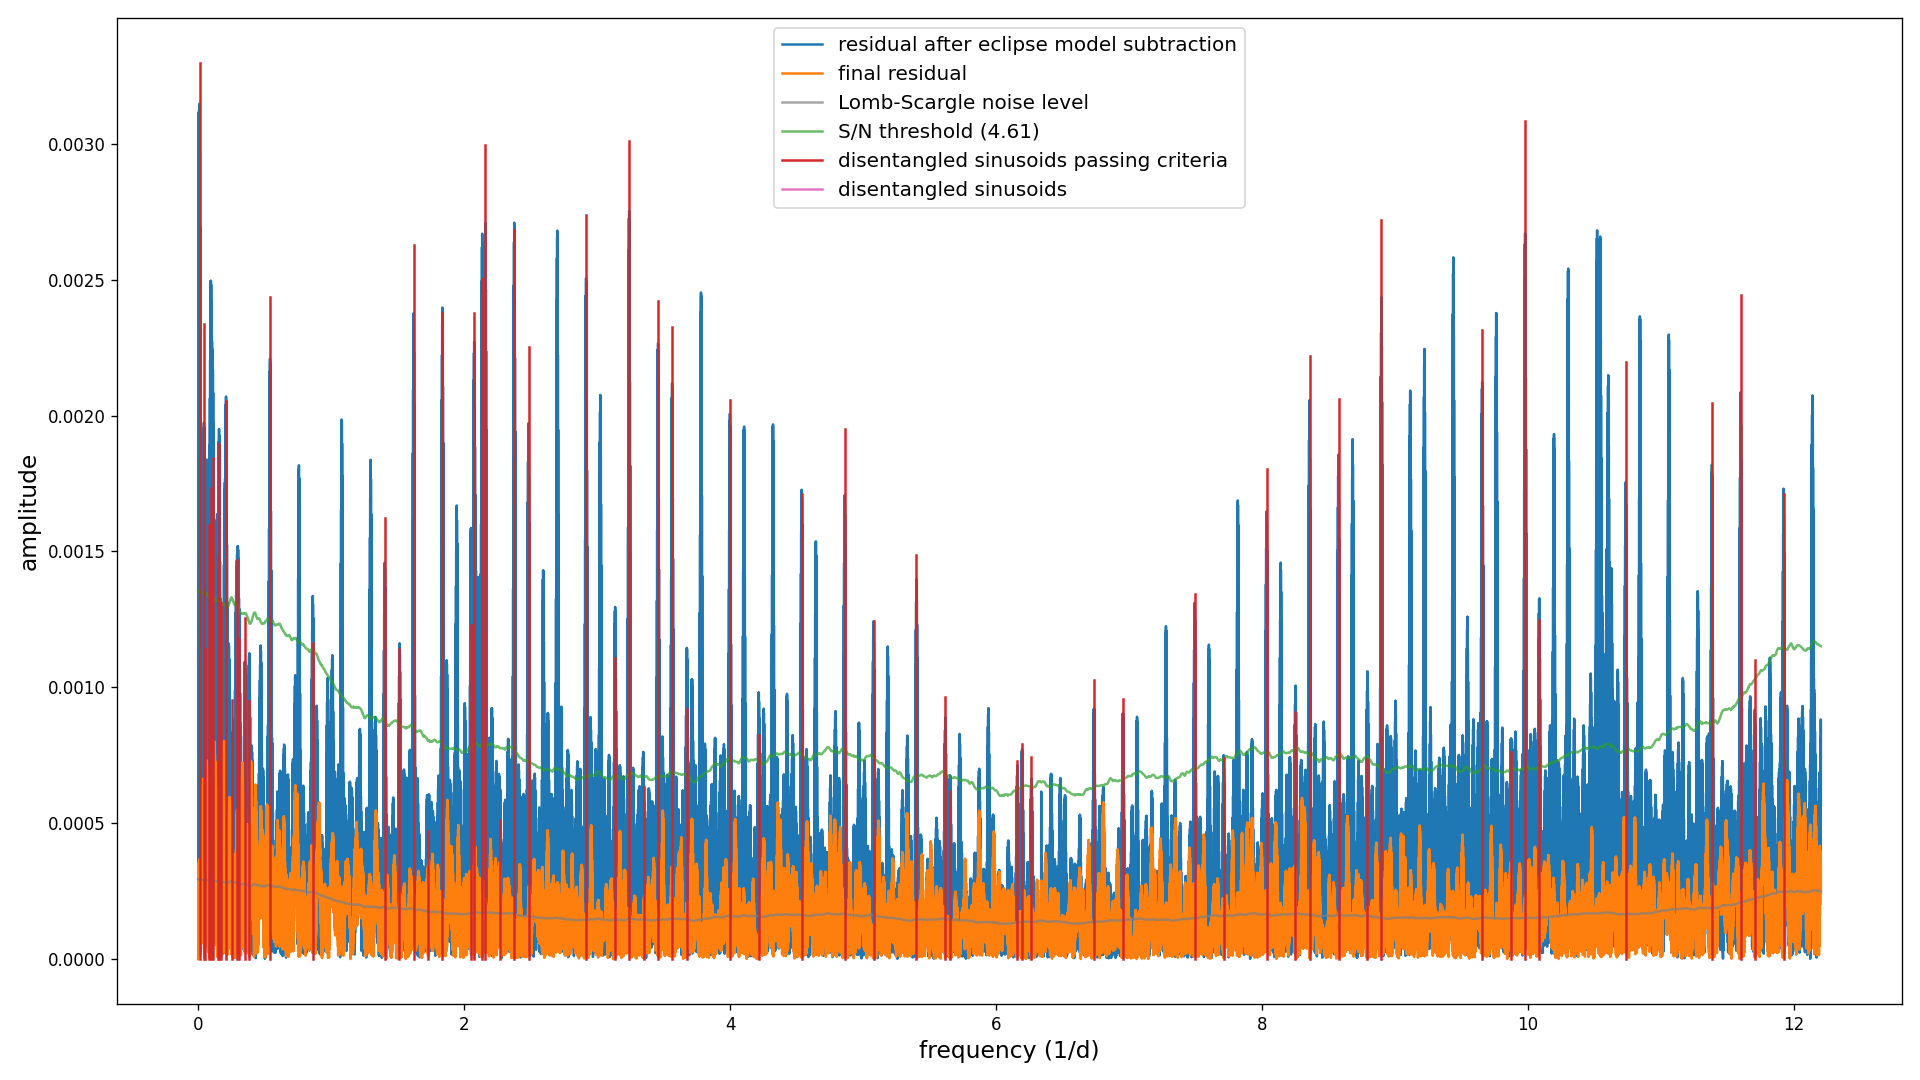 residual after eclipse model subtraction
final residual
Lomb-Scargle noise level
S/N threshold (4.61)
disentangled sinusoids passing criteria
disentangled sinusoids
amplitude
0.0030
0.0025
0.0020
0.0015
0.0010
0.0005
0.0000
0 2 4 6 8 10 12
frequency (1/d)